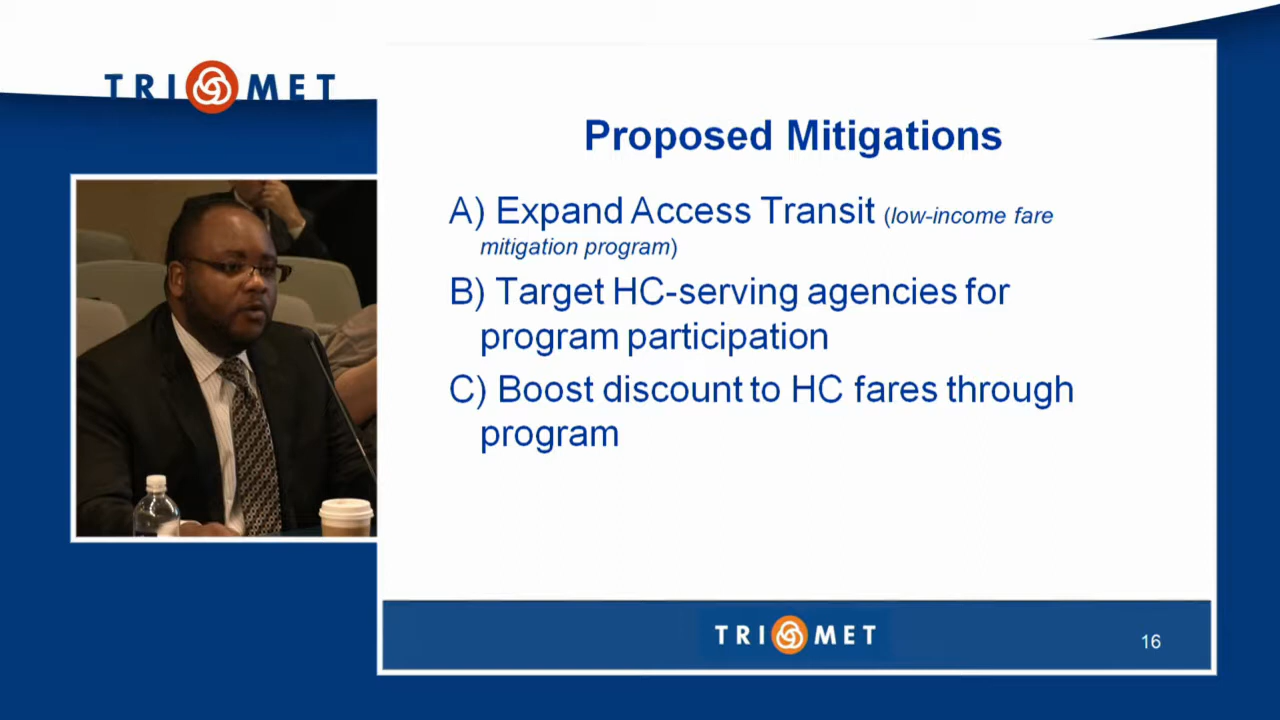 TRIMET
Proposed Mitigations
A) Expand Access Transit (low-income fare
mitigation program)
B) Target HC-serving agencies for
program participation
C) Boost discount to HC fares through
program
TRIMET
16